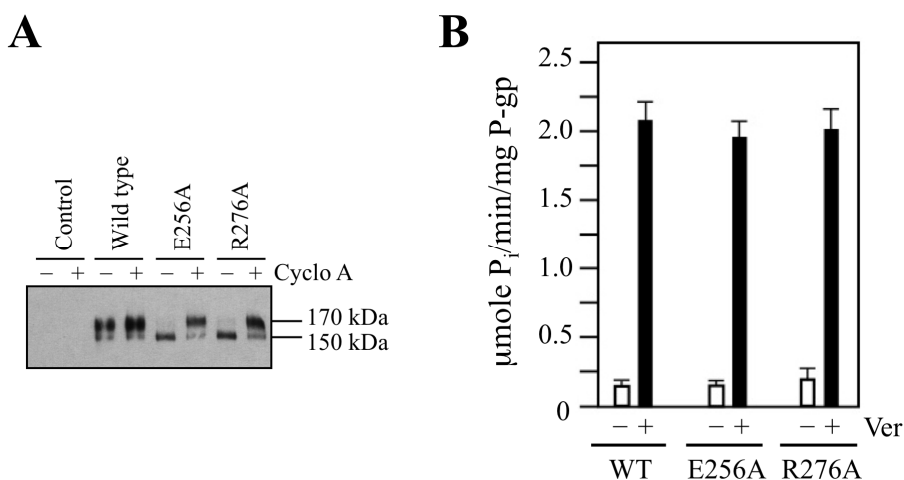 A
Control
Wild type
E256A
R276A
− + − + − + − + Cyclo A
170 kDa
150 kDa
B
μmole Pi/min/mg P-gp
2.5
2.0
1.5
1.0
0.5
0
− + − + − + Ver
WT E256A R276A